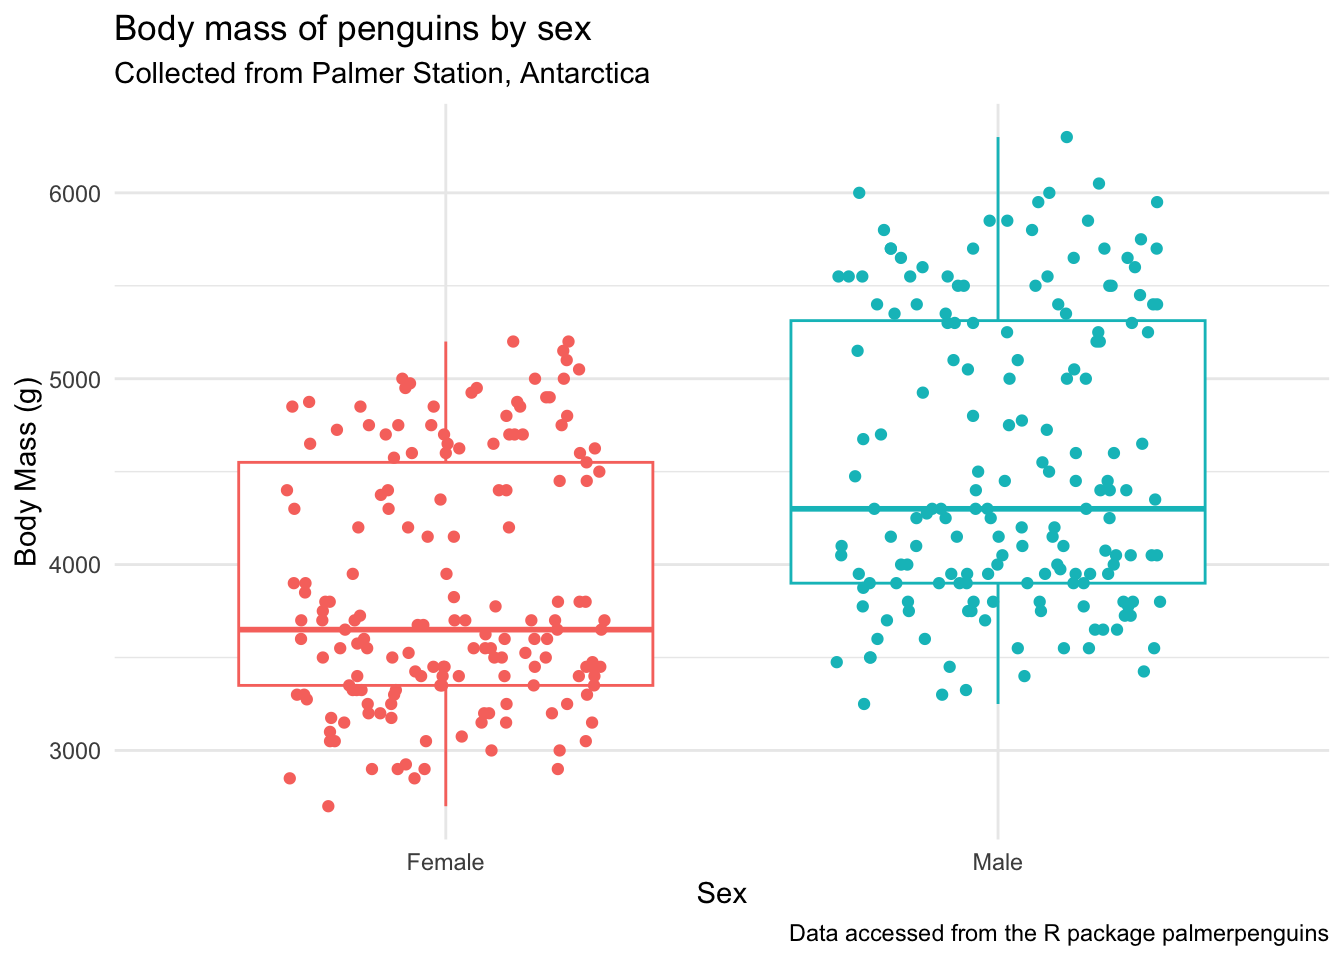 Body mass of penguins by sex
Collected from Palmer Station, Antarctica
Body Mass (g)
6000
5000
4000
3000
Female
Male
Sex
Data accessed from the R package palmerpenguins